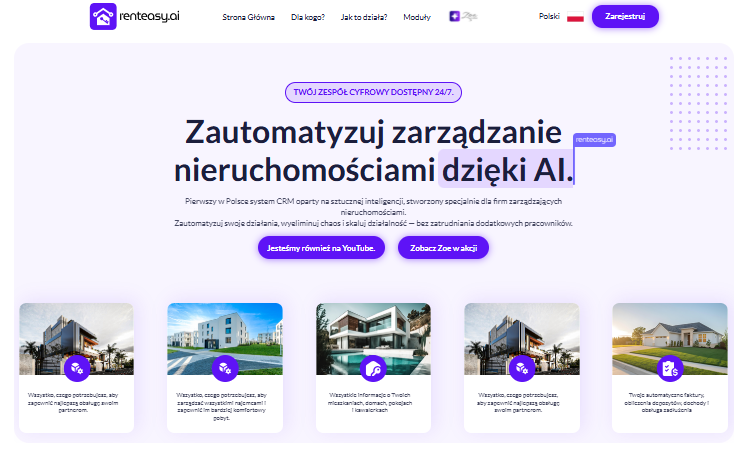 renteasy.ai
Strona Główna
Dla kogo?
Jak to działa?
Moduły
Zoe
Polski
Zarejestruj
TWÓJ ZESPÓŁ CYFROWY DOSTĘPNY 24/7.
Zautomatyzuj zarządzanie
renteasy.ai
nieruchomościami dzięki AI.
Pierwszy w Polsce system CRM oparty na sztucznej inteligencji, stworzony specjalnie dla firm zarządzających
nieruchomościami.
Zautomatyzuj swoje działania, wyeliminuj chaos i skaluj działalność — bez zatrudniania dodatkowych pracowników.
Jesteśmy również na YouTube.
Zobacz Zoe w akcji
Wszystko, czego potrzebujesz, aby
zapewnić najlepszą obsługę swoim
partnerom.
Wszystko, czego potrzebujesz, aby
zarządzać wszystkimi najemcami i
zapewnić im bardziej komfortowy
pobyt.
Wszystkie informacje o Twoich
mieszkaniach, domach, pokojach
i kawalerkach
Wszystko, czego potrzebujesz, aby
zapewnić najlepszą obsługę swoim
partnerom.
Twoje automatyczne faktury,
obliczenia depozytów, dochody i
obsługa zadłużenia